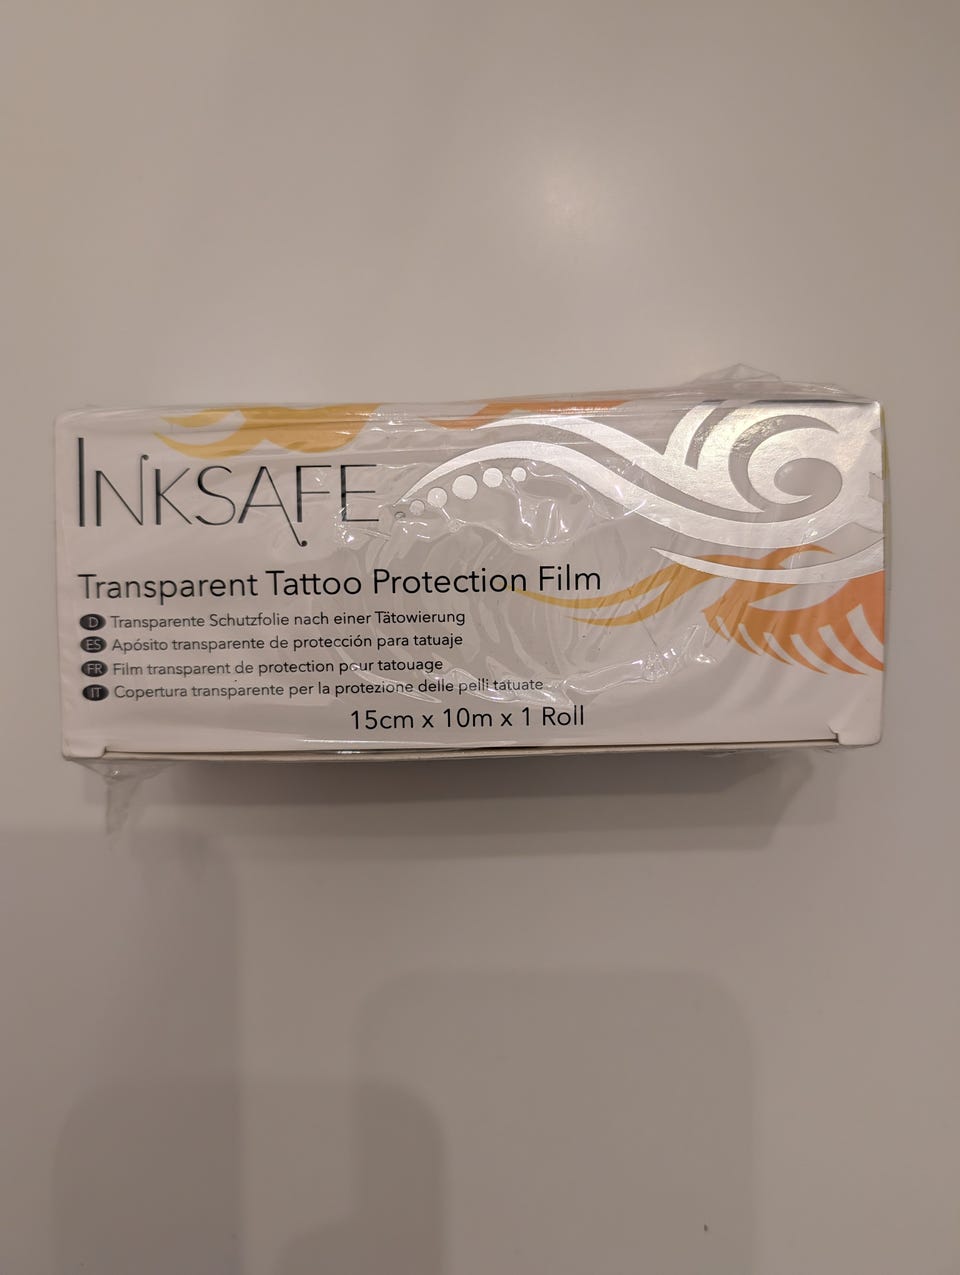 INKSAFE
Transparent Tattoo Protection Film
D Transparente Schutzfolie nach einer Tätowierung
ES Apósito transparente de protección para tatuaje
FR Film transparent de protection pour tatouage
IT Copertura transparente per la protezione delle pelli tatuate
15cm x 10m x 1 Roll